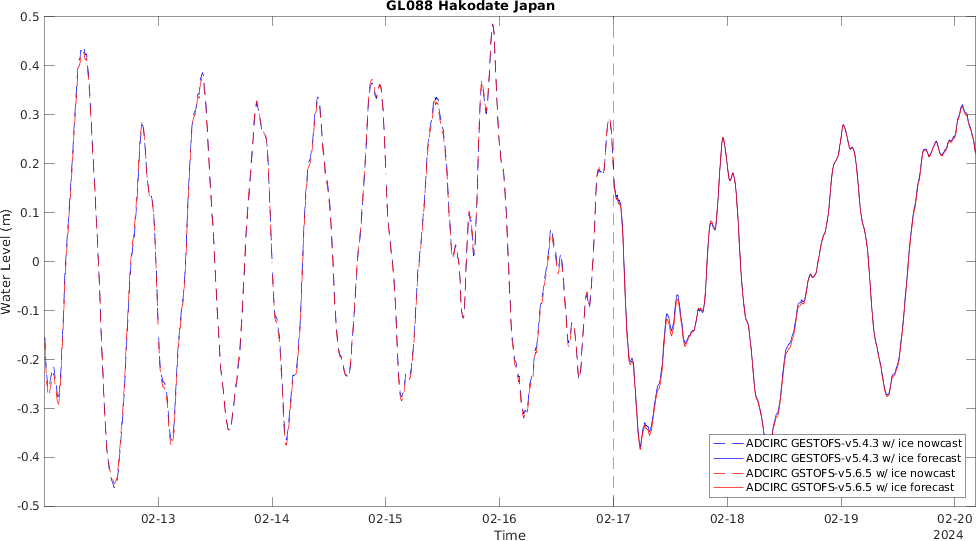 GL088 Hakodate Japan
0.5
0.4
0.3
0.2
0.1
0
-0.1
-0.2
-0.3
-0.4
-0.5
Water Level (m)
ADCIRC GESTOFS-v5.4.3 w/ ice nowcast
ADCIRC GESTOFS-v5.4.3 w/ ice forecast
ADCIRC GSTOFS-v5.6.5 w/ ice nowcast
ADCIRC GSTOFS-v5.6.5 w/ ice forecast
02-13 02-14 02-15 02-16 02-17 02-18 02-19 02-20
Time
2024